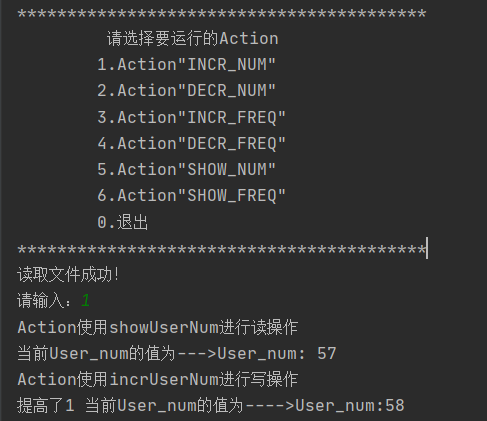 *****************************************
请选择要运行的Action
1.Action"INCR_NUM"
2.Action"DECR_NUM"
3.Action"INCR_FREQ"
4.Action"DECR_FREQ"
5.Action"SHOW_NUM"
6.Action"SHOW_FREQ"
0.退出
*****************************************
读取文件成功!
请输入：1
Action使用showUserNum进行读操作
当前User_num的值为--->User_num: 57
Action使用incrUserNum进行写操作
提高了1 当前User_num的值为---->User_num:58